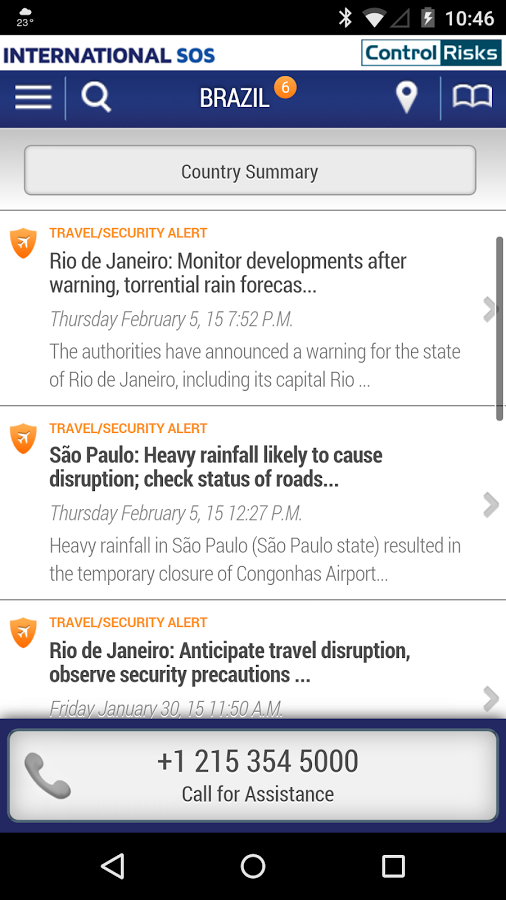 23°
10:46
INTERNATIONAL SOS
Control Risks
BRAZIL
6
Country Summary
TRAVEL/SECURITY ALERT
Rio de Janeiro: Monitor developments after
warning, torrential rain forecas...
Thursday February 5, 15 7:52 P.M.
The authorities have announced a warning for the state
of Rio de Janeiro, including its capital Rio ...
TRAVEL/SECURITY ALERT
São Paulo: Heavy rainfall likely to cause
disruption; check status of roads...
Thursday February 5, 15 12:27 P.M.
Heavy rainfall in São Paulo (São Paulo state) resulted in
the temporary closure of Congonhas Airport...
TRAVEL/SECURITY ALERT
Rio de Janeiro: Anticipate travel disruption,
observe security precautions ...
Friday January 30, 15 11:50 A.M.
+1 215 354 5000
Call for Assistance